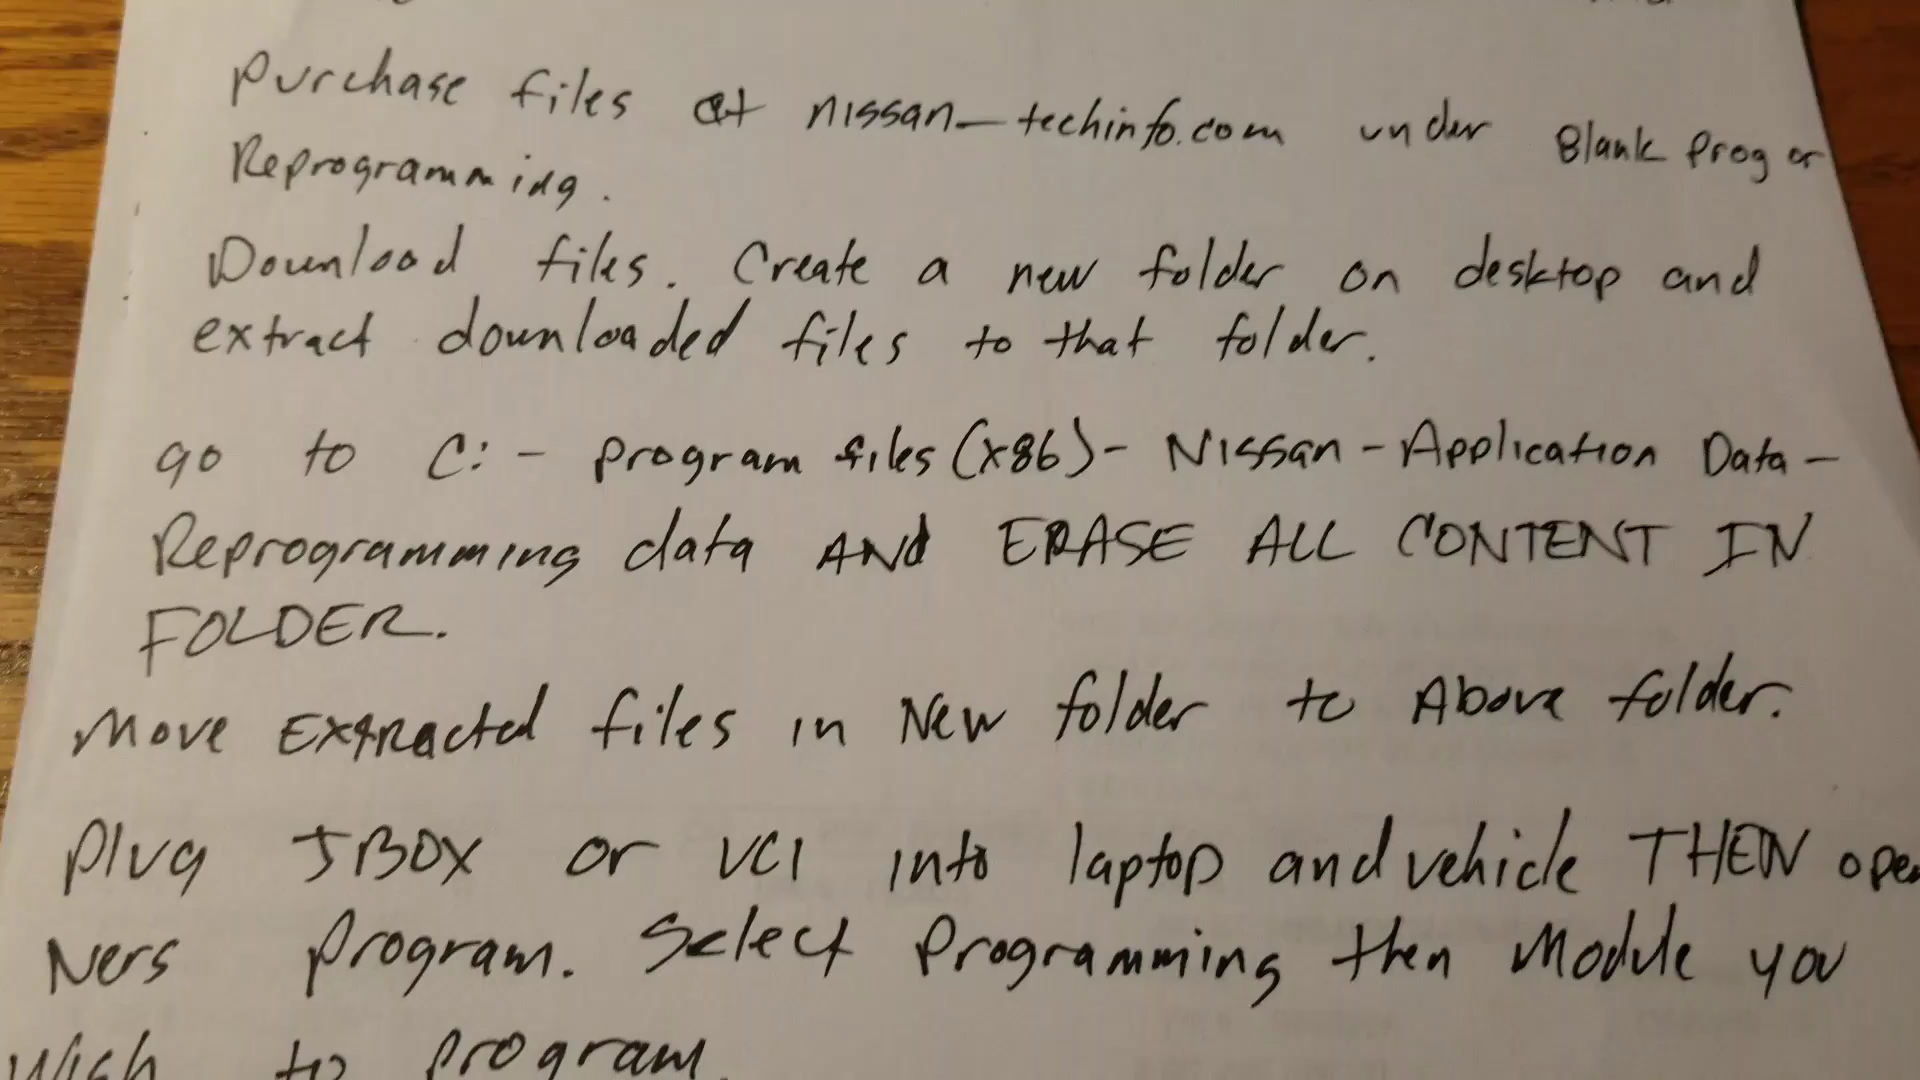 Purchase files at nissan-techinfo.com under Blank Prog or
Reprogramming.
Download files. Create a new folder on desktop and
extract downloaded files to that folder.
go to C: - program files (x86) - Nissan - Application Data -
Reprogramming data AND ERASE ALL CONTENT IN
FOLDER.
Move Extracted files in New folder to Above folder.
Plug JBOX or VCI into laptop and vehicle THEN open
Ners program. Select Programming then Module you
wish to program.